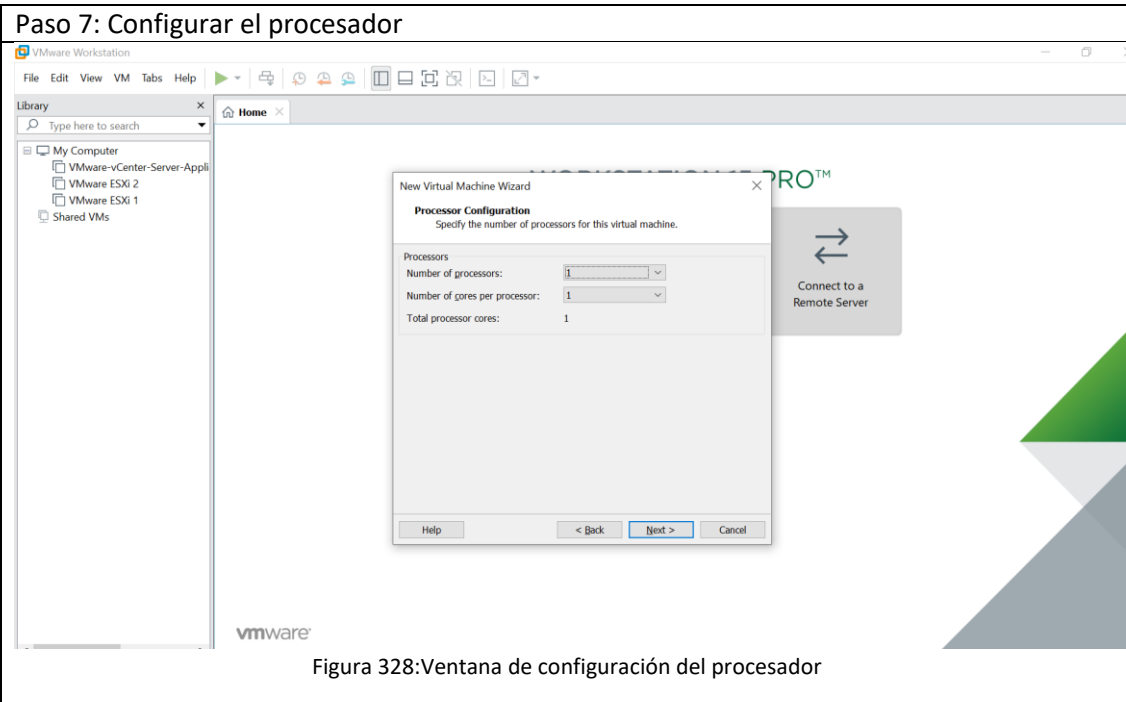 Paso 7: Configurar el procesador
VMware Workstation
File Edit View VM Tabs Help
Library
Home
Type here to search
My Computer
VMware-vCenter-Server-Appli
VMware ESXi 2
VMware ESXi 1
Shared VMs
PRO™
New Virtual Machine Wizard
Processor Configuration
Specify the number of processors for this virtual machine.
Processors
Number of processors: 1
Number of cores per processor: 1
Total processor cores: 1
Connect to a
Remote Server
Help < Back Next > Cancel
vmware
Figura 328:Ventana de configuración del procesador